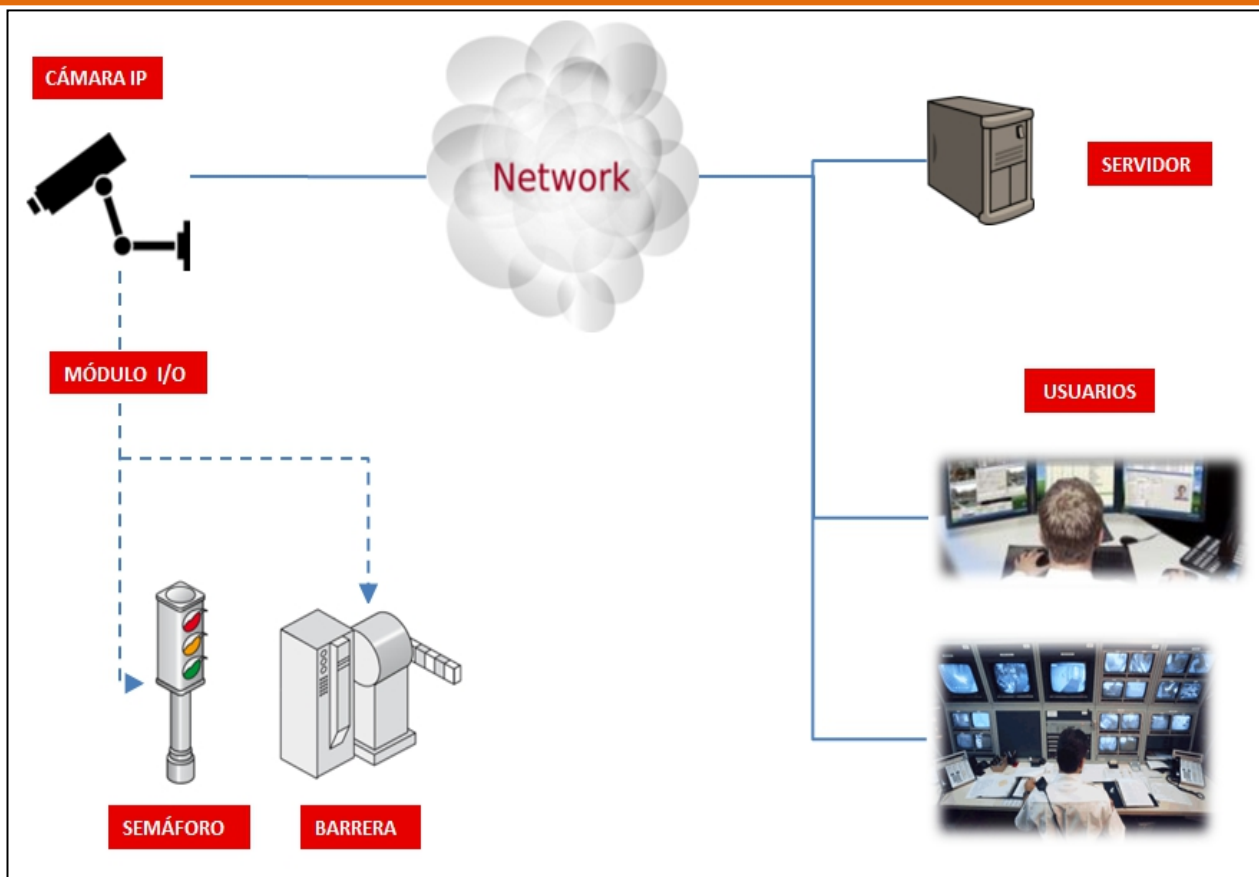 CÁMARA IP
Network
SERVIDOR
MÓDULO I/O
USUARIOS
SEMÁFORO
BARRERA